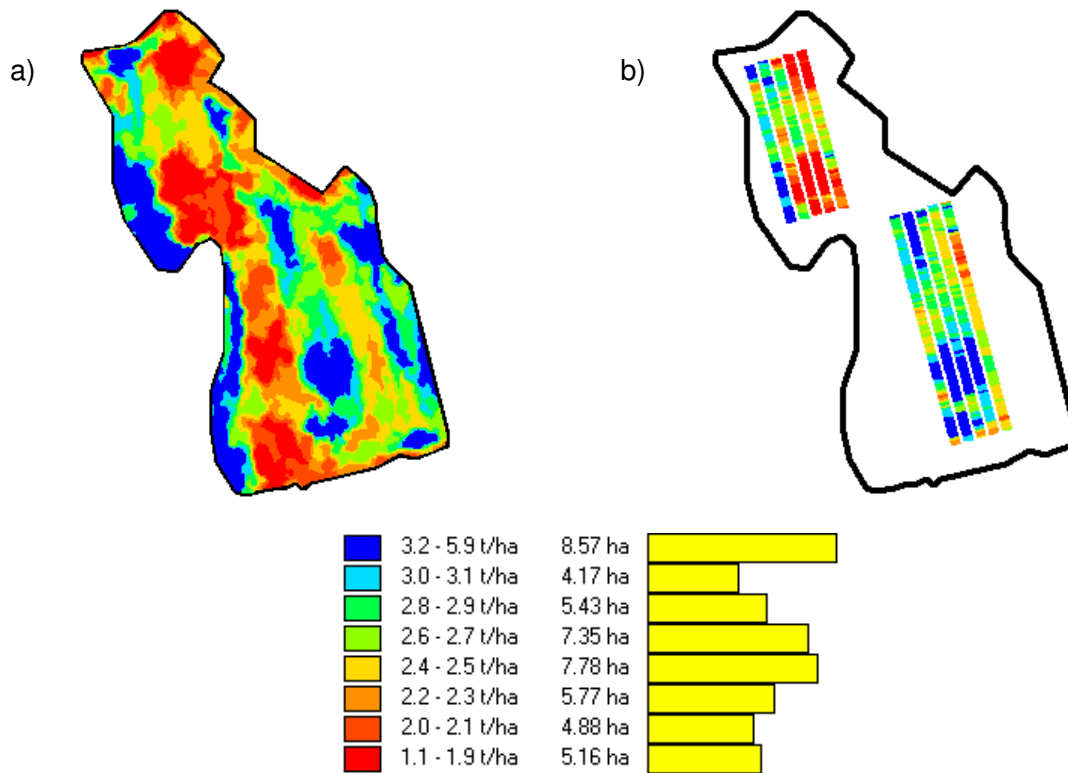 a)
b)
3.2 - 5.9 t/ha 8.57 ha
3.0 - 3.1 t/ha 4.17 ha
2.8 - 2.9 t/ha 5.43 ha
2.6 - 2.7 t/ha 7.35 ha
2.4 - 2.5 t/ha 7.78 ha
2.2 - 2.3 t/ha 5.77 ha
2.0 - 2.1 t/ha 4.88 ha
1.1 - 1.9 t/ha 5.16 ha